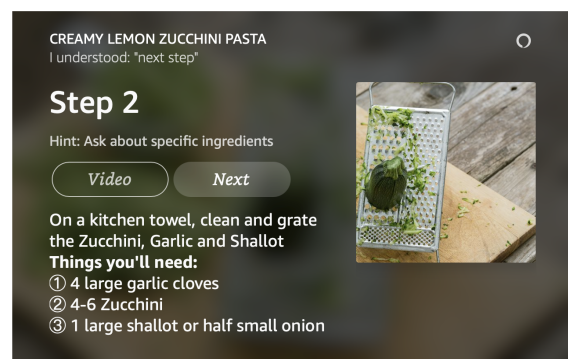 CREAMY LEMON ZUCCHINI PASTA
I understood: "next step"
Step 2
Hint: Ask about specific ingredients
Video
Next
On a kitchen towel, clean and grate
the Zucchini, Garlic and Shallot
Things you'll need:
① 4 large garlic cloves
② 4-6 Zucchini
③ 1 large shallot or half small onion